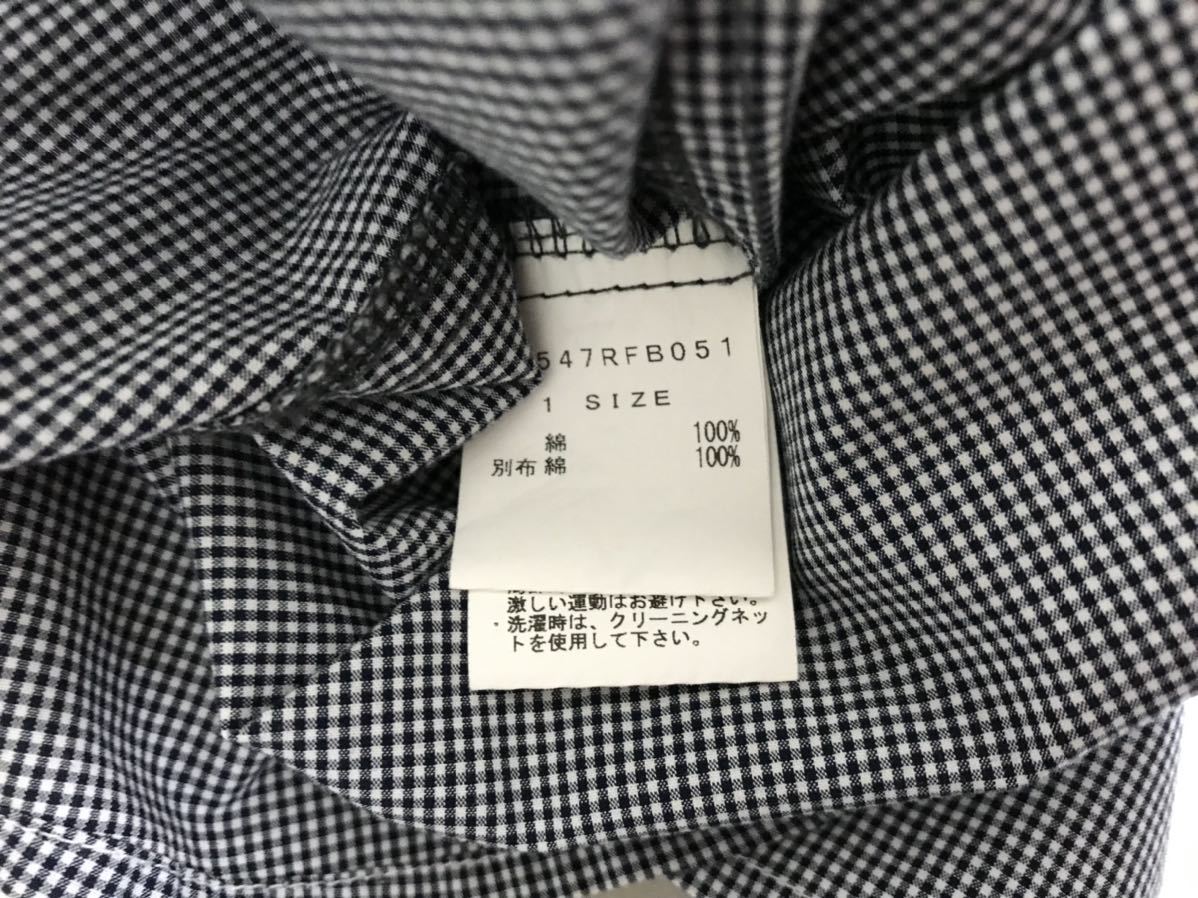 547RFB051
1 SIZE
綿 100%
別布綿 100%
激しい運動はお避け下さい。
・洗濯時は、クリーニングネッ
トを使用して下さい。